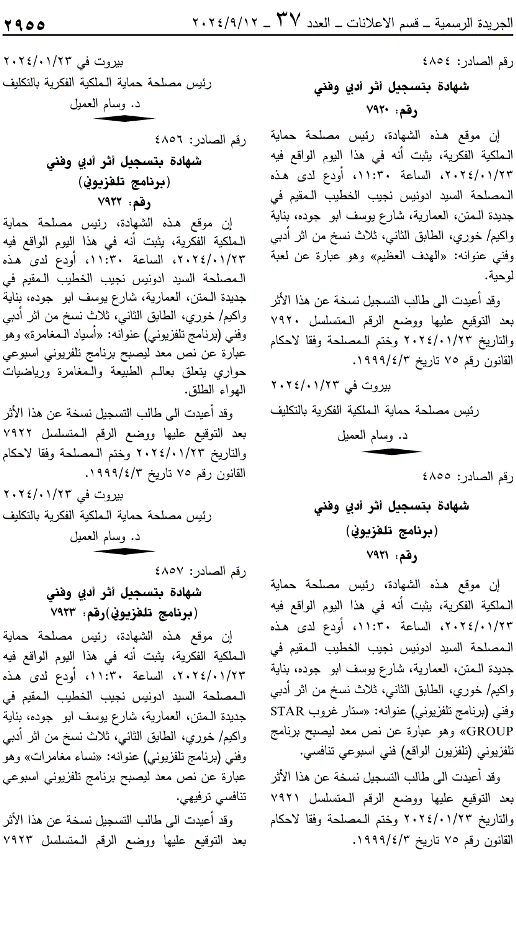 الجريدة الرسمية ــ قسم الاعلانات ــ العدد ٣٧ ــ ٢٠٢٤/٩/١٢
٢٩٥٥
رقم الصادر: ٤٨٥٤
شهادة بتسجيل أثر أدبي وفني
رقم: ٧٩٢٠
إن موقع هذه الشهادة، رئيس مصلحة حماية
الملكية الفكرية، يثبت أنه في هذا اليوم الواقع فيه
٢٠٢٤/٠١/٢٣، الساعة ١١:٣٠، أودع لدى هذه
المصلحة السيد ادونيس نجيب الخطيب المقيم في
جديدة المتن، العمارية، شارع يوسف ابو جوده، بناية
واكيم/ خوري، الطابق الثاني، ثلاث نسخ من أثر أدبي
وفني عنوانه: «الهدف العظيم» وهو عبارة عن لعبة
لوحية.
وقد أعيدت الى طالب التسجيل نسخة عن هذا الأثر
بعد التوقيع عليها ووضع الرقم المتسلسل ٧٩٢٠
والتاريخ ٢٠٢٤/٠١/٢٣ وختم المصلحة وفقا لاحكام
القانون رقم ٧٥ تاريخ ١٩٩٩/٤/٣.
بيروت في ٢٠٢٤/٠١/٢٣
رئيس مصلحة حماية الملكية الفكرية بالتكليف
د. وسام العميل
رقم الصادر: ٤٨٥٥
شهادة بتسجيل أثر أدبي وفني
(برنامج تلفزيوني)
رقم: ٧٩٢١
إن موقع هذه الشهادة، رئيس مصلحة حماية
الملكية الفكرية، يثبت أنه في هذا اليوم الواقع فيه
٢٠٢٤/٠١/٢٣، الساعة ١١:٣٠، أودع لدى هذه
المصلحة السيد ادونيس نجيب الخطيب المقيم في
جديدة المتن، العمارية، شارع يوسف ابو جوده، بناية
واكيم/ خوري، الطابق الثاني، ثلاث نسخ من أثر أدبي
وفني (برنامج تلفزيوني) عنوانه: «ستار غروب STAR
GROUP» وهو عبارة عن نص معد ليصبح برنامج
تلفزيوني (تلفزيون الواقع) فني اسبوعي تنافسي.
وقد أعيدت الى طالب التسجيل نسخة عن هذا الأثر
بعد التوقيع عليها ووضع الرقم المتسلسل ٧٩٢١
والتاريخ ٢٠٢٤/٠١/٢٣ وختم المصلحة وفقا لاحكام
القانون رقم ٧٥ تاريخ ١٩٩٩/٤/٣.
بيروت في ٢٠٢٤/٠١/٢٣
رئيس مصلحة حماية الملكية الفكرية بالتكليف
د. وسام العميل
رقم الصادر: ٤٨٥٦
شهادة بتسجيل أثر أدبي وفني
(برنامج تلفزيوني)
رقم: ٧٩٢٢
إن موقع هذه الشهادة، رئيس مصلحة حماية
الملكية الفكرية، يثبت أنه في هذا اليوم الواقع فيه
٢٠٢٤/٠١/٢٣، الساعة ١١:٣٠، أودع لدى هذه
المصلحة السيد ادونيس نجيب الخطيب المقيم في
جديدة المتن، العمارية، شارع يوسف ابو جوده، بناية
واكيم/ خوري، الطابق الثاني، ثلاث نسخ من أثر أدبي
وفني (برنامج تلفزيوني) عنوانه: «أسياد المغامرة» وهو
عبارة عن نص معد ليصبح برنامج تلفزيوني اسبوعي
حواري يتعلق بعالم الطبيعة والمغامرة ورياضيات
الهواء الطلق.
وقد أعيدت الى طالب التسجيل نسخة عن هذا الأثر
بعد التوقيع عليها ووضع الرقم المتسلسل ٧٩٢٢
والتاريخ ٢٠٢٤/٠١/٢٣ وختم المصلحة وفقا لاحكام
القانون رقم ٧٥ تاريخ ١٩٩٩/٤/٣.
بيروت في ٢٠٢٤/٠١/٢٣
رئيس مصلحة حماية الملكية الفكرية بالتكليف
د. وسام العميل
رقم الصادر: ٤٨٥٧
شهادة بتسجيل أثر أدبي وفني
(برنامج تلفزيوني)رقم: ٧٩٢٣
إن موقع هذه الشهادة، رئيس مصلحة حماية
الملكية الفكرية، يثبت أنه في هذا اليوم الواقع فيه
٢٠٢٤/٠١/٢٣، الساعة ١١:٣٠، أودع لدى هذه
المصلحة السيد ادونيس نجيب الخطيب المقيم في
جديدة المتن، العمارية، شارع يوسف ابو جوده، بناية
واكيم/ خوري، الطابق الثاني، ثلاث نسخ من أثر أدبي
وفني (برنامج تلفزيوني) عنوانه: «نساء مغامرات» وهو
عبارة عن نص معد ليصبح برنامج تلفزيوني اسبوعي
تنافسي ترفيهي.
وقد أعيدت الى طالب التسجيل نسخة عن هذا الأثر
بعد التوقيع عليها ووضع الرقم المتسلسل ٧٩٢٣